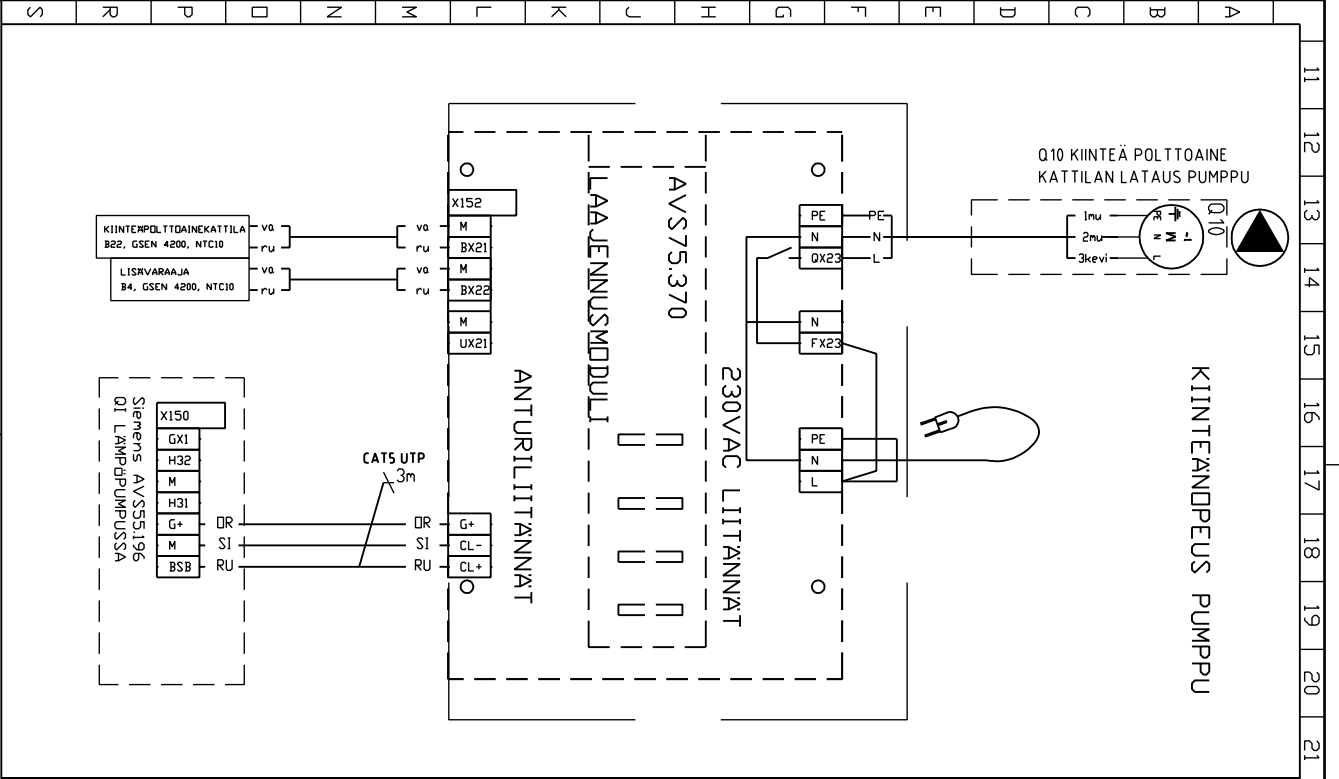 S R P O N M L K J H G F E D C B A
11
12
13
14
15
16
17
18
19
20
21
Q10 KIINTEÄ POLTTOAINE
KATTILAN LATAUS PUMPPU
Q10
1mu
2mu
3kevi
PE
N
L
M
1~
KIINTEÄNOPEUS PUMPPU
KIINTEÄPOLTTOAINEKATTILA
B22, GSEN 4200, NTC10
LISÄVARAAJA
B4, GSEN 4200, NTC10
va
ru
va
ru
va
ru
va
ru
X152
M
BX21
M
BX22
M
UX21
AVS75.370
LAAJENNUSMODULI
ANTURILIITÄNNÄT
230VAC LIITÄNNÄT
PE
N
QX23
PE
N
L
N
FX23
PE
N
L
Siemens AVS55.196
QI LÄMPÖPUMPUSSA
X150
GX1
H32
M
H31
G+
M
BSB
OR
SI
RU
CAT5 UTP
3m
OR
SI
RU
G+
CL-
CL+